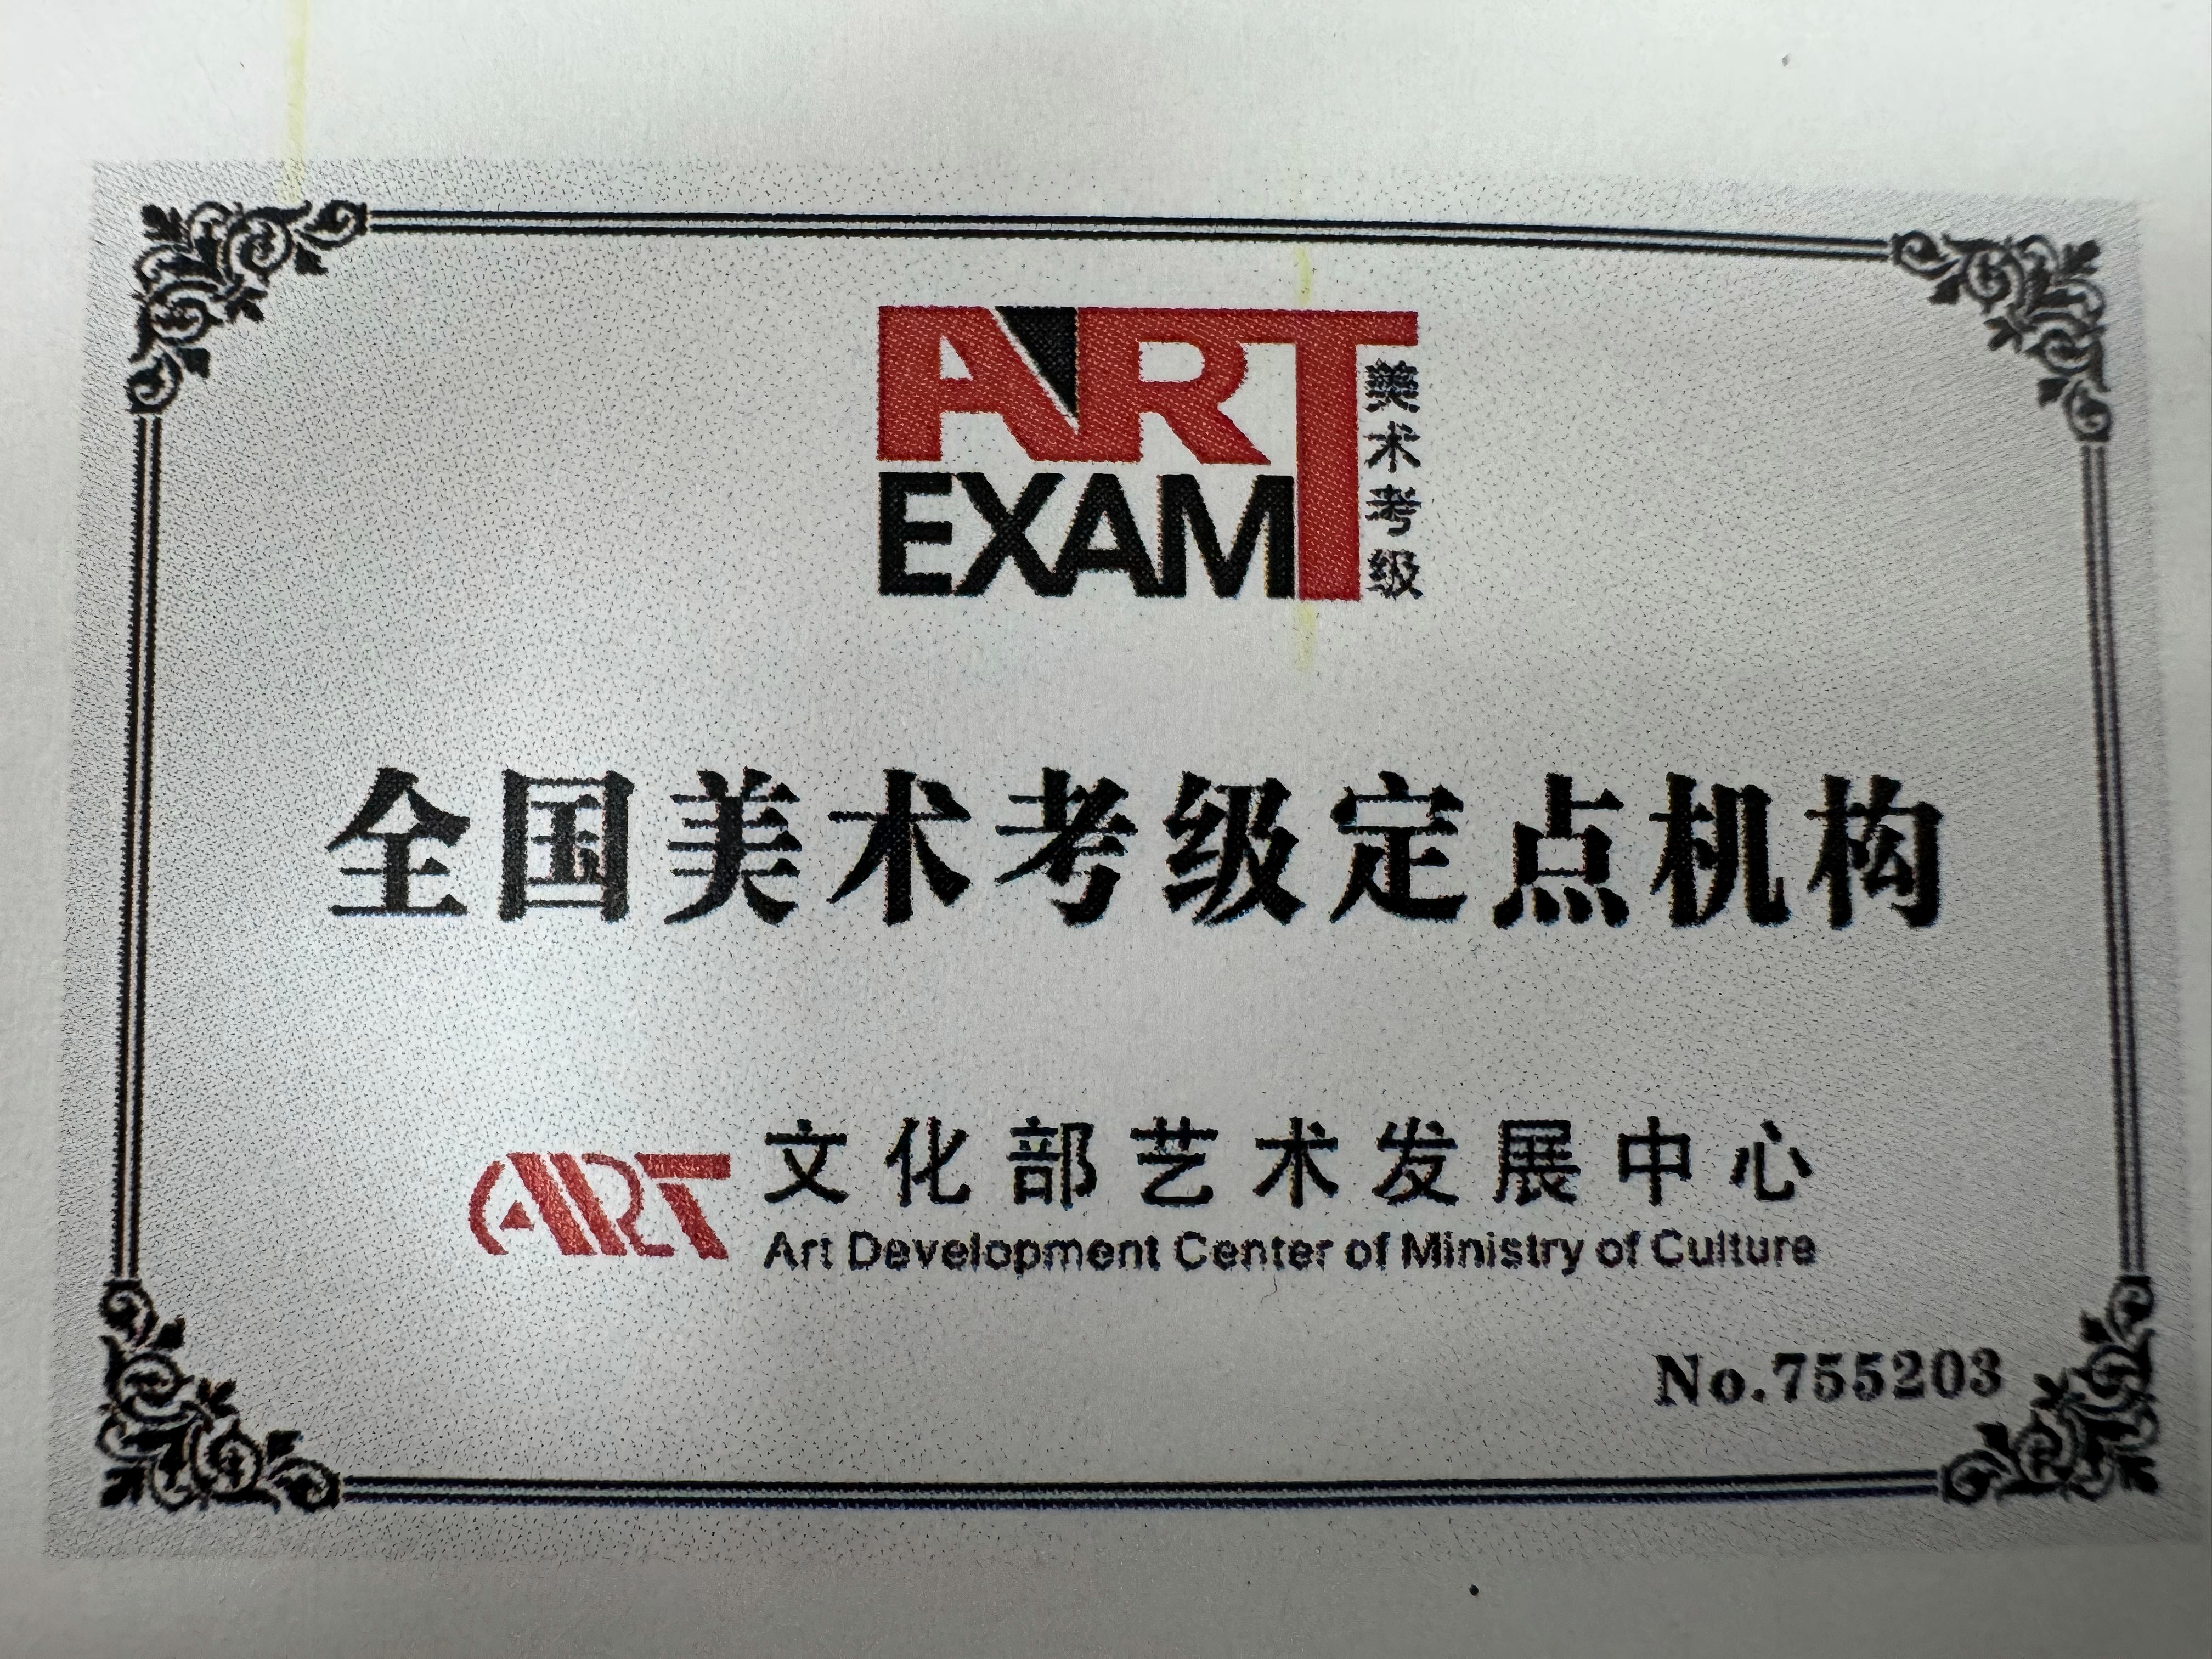 ART
EXAM
美术考级
全国美术考级定点机构
ART 文化部艺术发展中心
Art Development Center of Ministry of Culture
No.755203